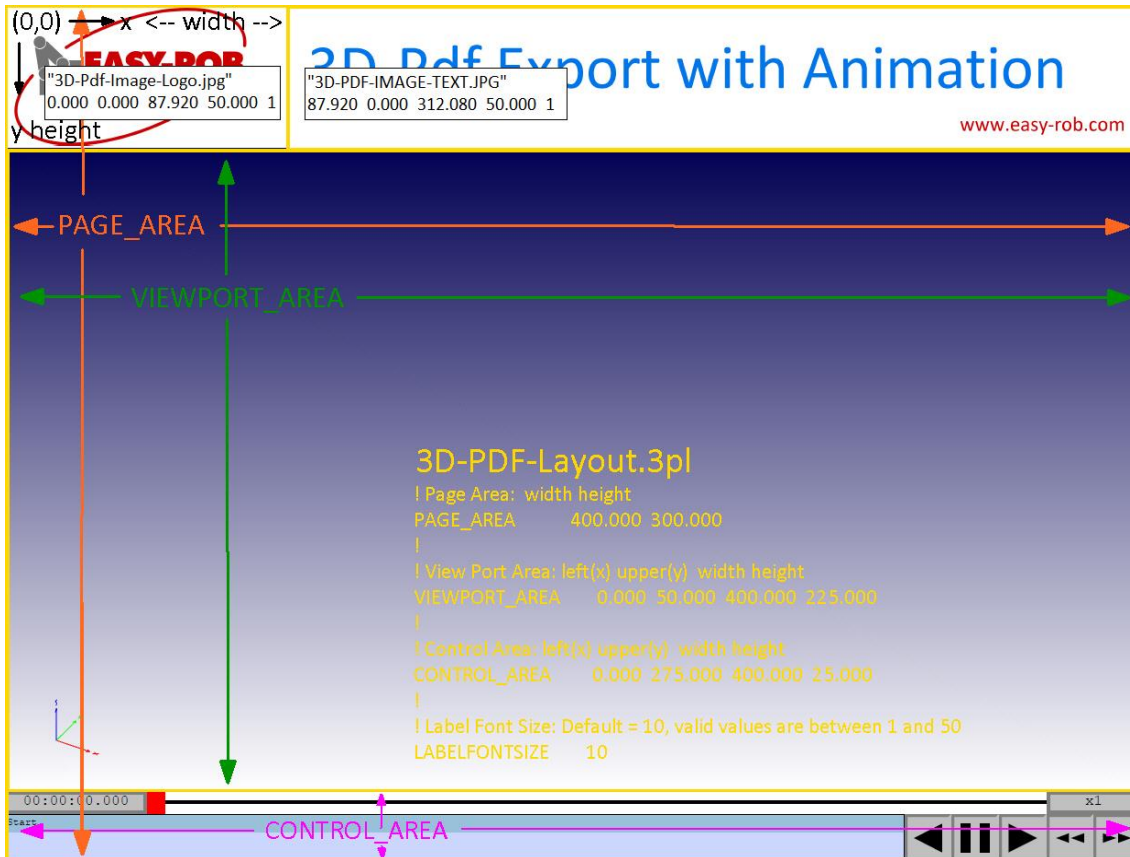 (0,0) x <-- width -->
EASY-ROB
3D-Pdf Export with Animation
"3D-Pdf-Image-Logo.jpg"
0.000 0.000 87.920 50.000 1
"3D-PDF-IMAGE-TEXT.JPG"
87.920 0.000 312.080 50.000 1
y height
www.easy-rob.com
PAGE_AREA
VIEWPORT_AREA
3D-PDF-Layout.3pl
! Page Area: width height
PAGE_AREA 400.000 300.000
!
! View Port Area: left(x) upper(y) width height
VIEWPORT_AREA 0.000 50.000 400.000 225.000
!
! Control Area: left(x) upper(y) width height
CONTROL_AREA 0.000 275.000 400.000 25.000
!
! Label Font Size: Default = 10, valid values are between 1 and 50
LABELFONTSIZE 10
00:00:00.000
x1
Start
CONTROL_AREA